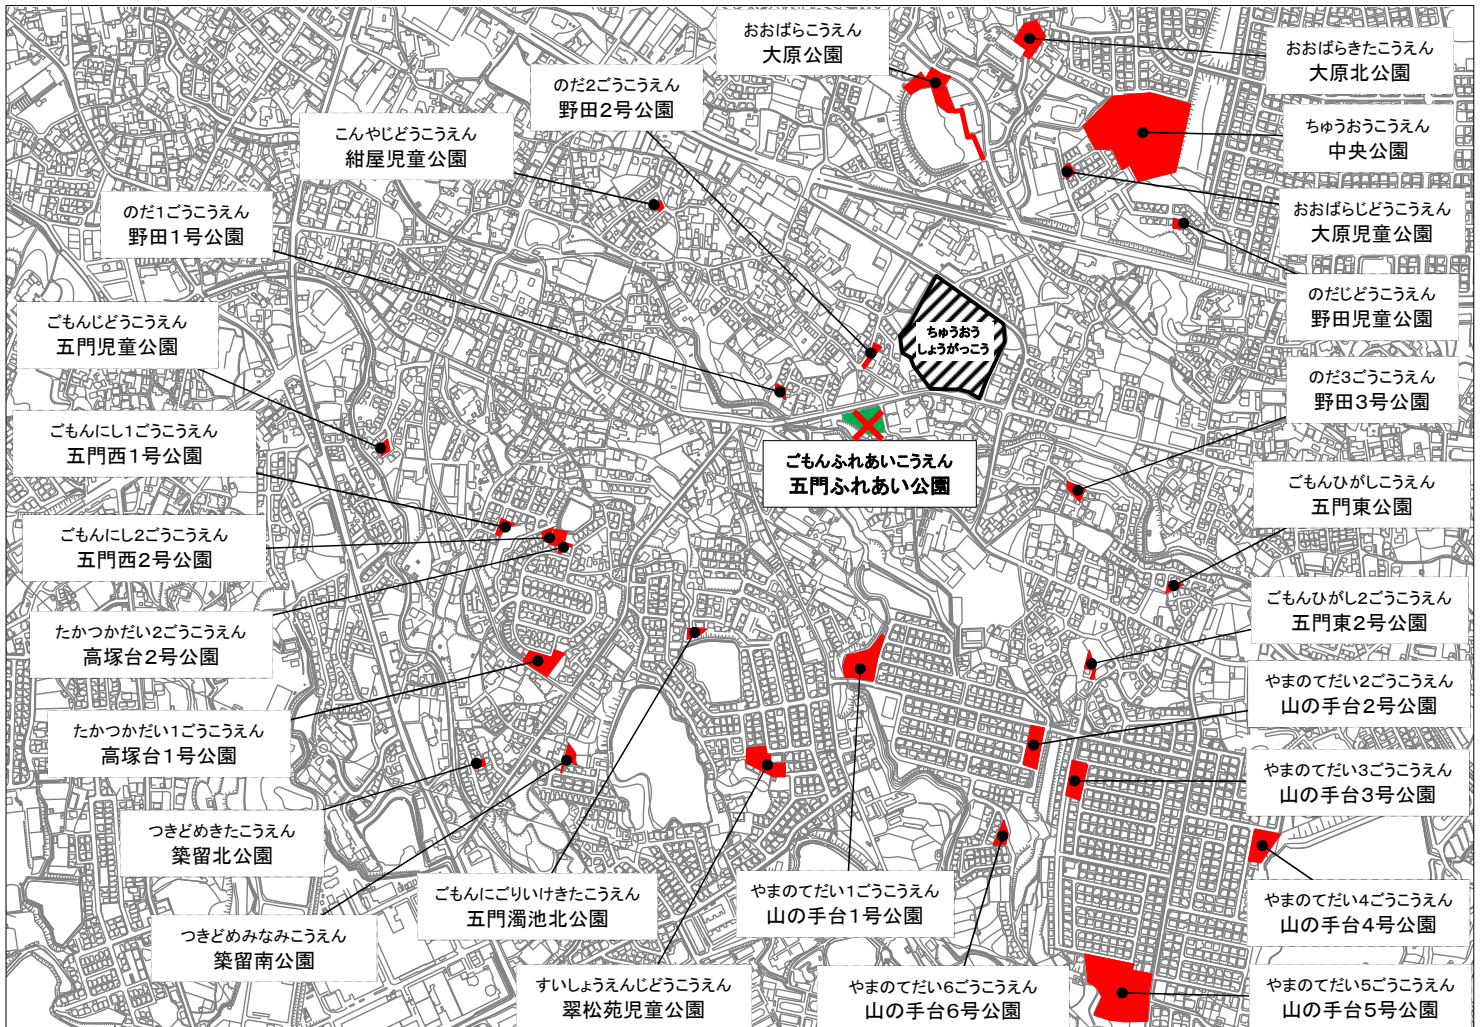 おおばらこうえん
大原公園
おおばらきたこうえん
大原北公園
のだ2ごうこうえん
野田2号公園
ちゅうおうこうえん
中央公園
こんやじどうこうえん
紺屋児童公園
のだ1ごうこうえん
野田1号公園
おおばらじどうこうえん
大原児童公園
のだじどうこうえん
野田児童公園
ごもんじどうこうえん
五門児童公園
ちゅうおう
しょうがっこう
のだ3ごうこうえん
野田3号公園
ごもんにし1ごうこうえん
五門西1号公園
ごもんふれあいこうえん
五門ふれあい公園
ごもんひがしこうえん
五門東公園
ごもんにし2ごうこうえん
五門西2号公園
ごもんひがし2ごうこうえん
五門東2号公園
たかつかだい2ごうこうえん
高塚台2号公園
やまのてだい2ごうこうえん
山の手台2号公園
たかつかだい1ごうこうえん
高塚台1号公園
やまのてだい3ごうこうえん
山の手台3号公園
つきどめきたこうえん
築留北公園
ごもんにごりいけきたこうえん
五門濁池北公園
やまのてだい1ごうこうえん
山の手台1号公園
やまのてだい4ごうこうえん
山の手台4号公園
つきどめみなみこうえん
築留南公園
すいしょうえんじどうこうえん
翠松苑児童公園
やまのてだい6ごうこうえん
山の手台6号公園
やまのてだい5ごうこうえん
山の手台5号公園